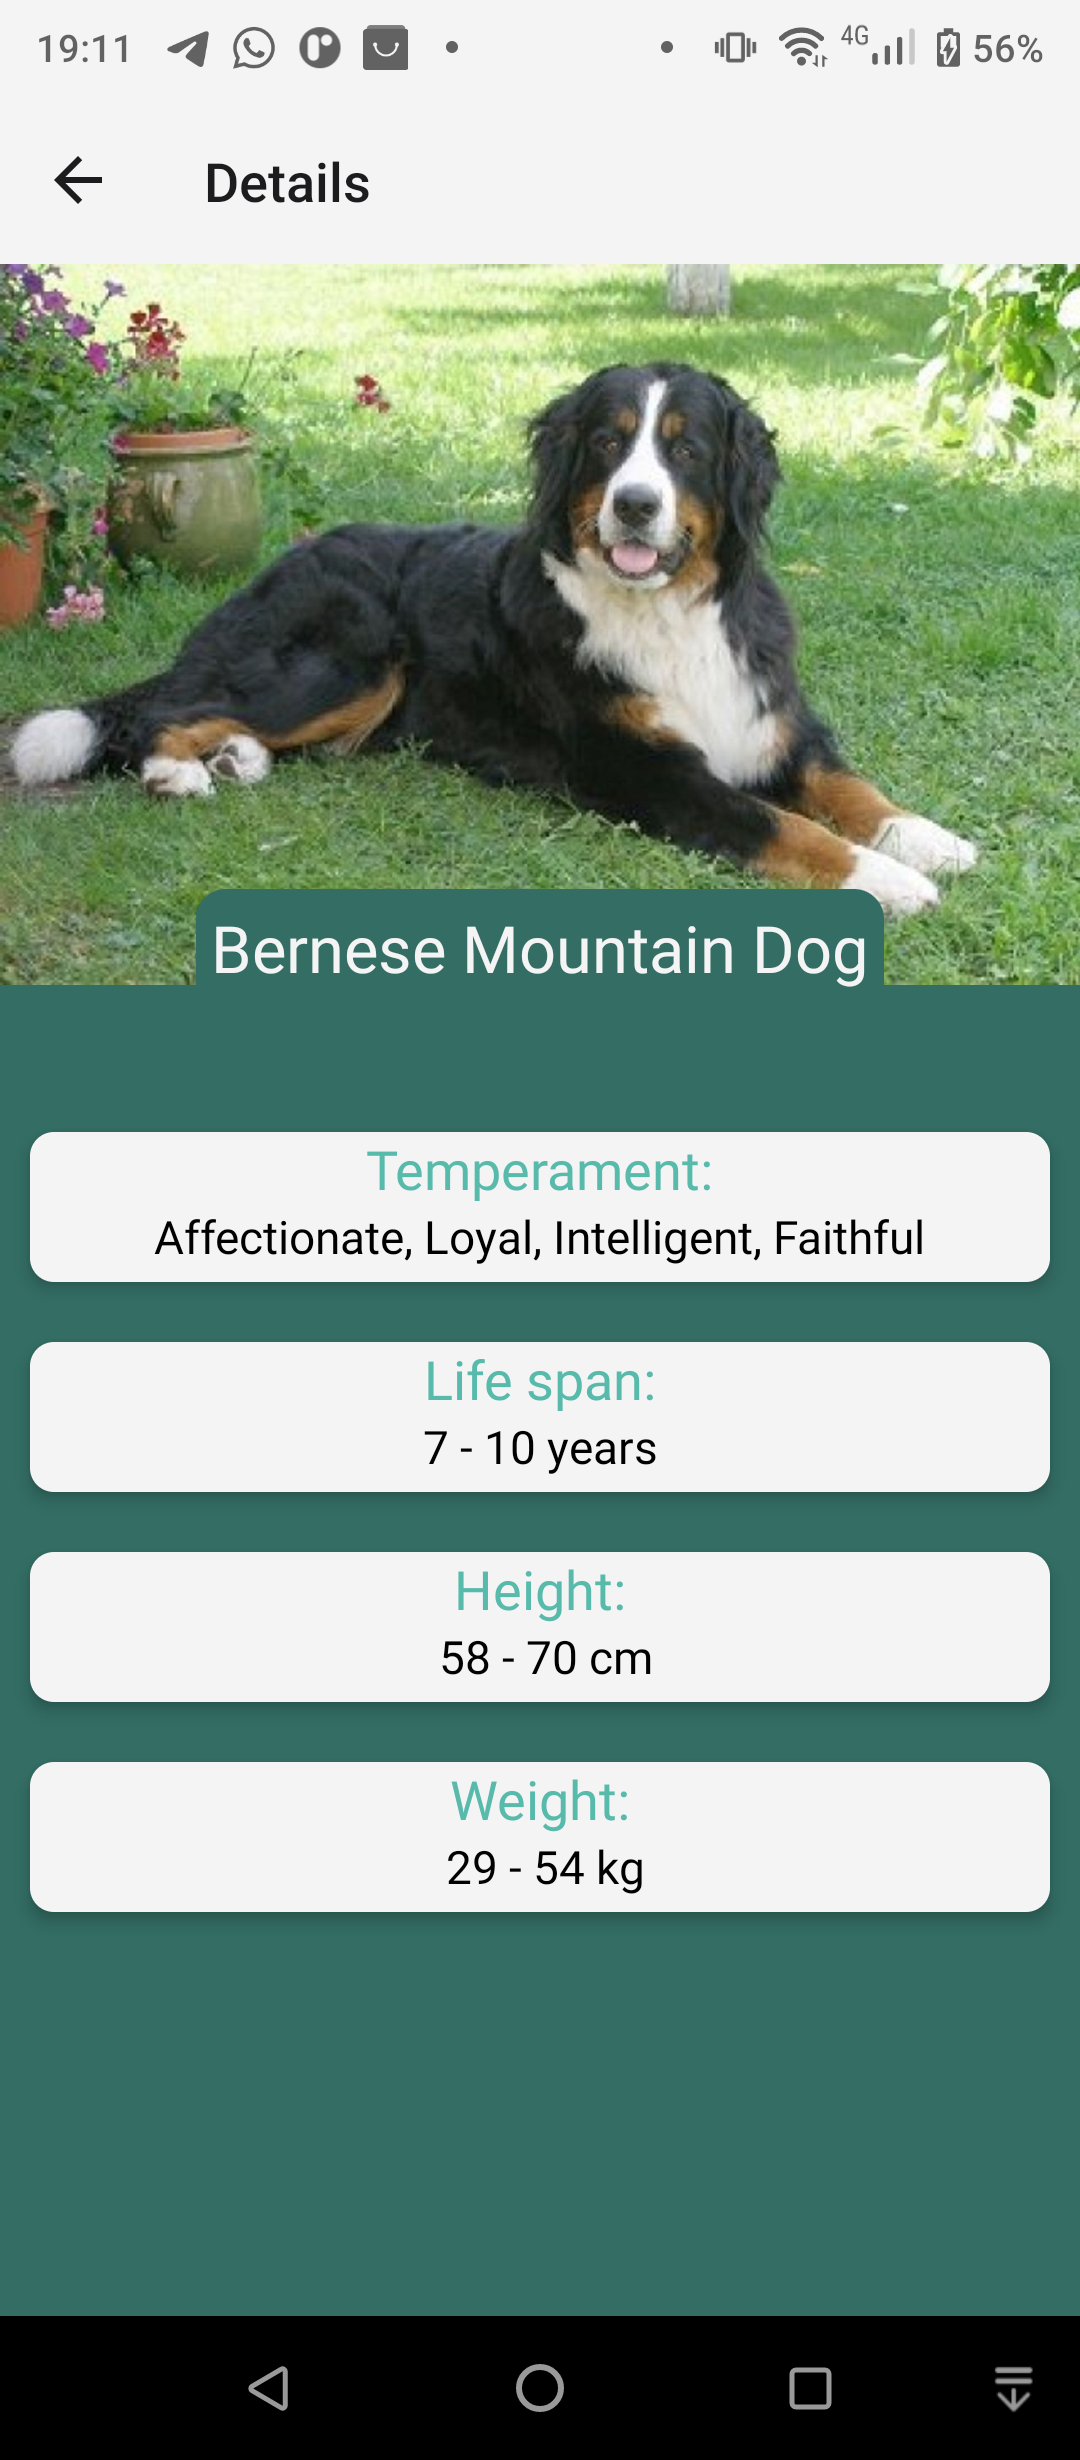 19:11
4G
56%
Details
Bernese Mountain Dog
Temperament:
Affectionate, Loyal, Intelligent, Faithful
Life span:
7 - 10 years
Height:
58 - 70 cm
Weight:
29 - 54 kg